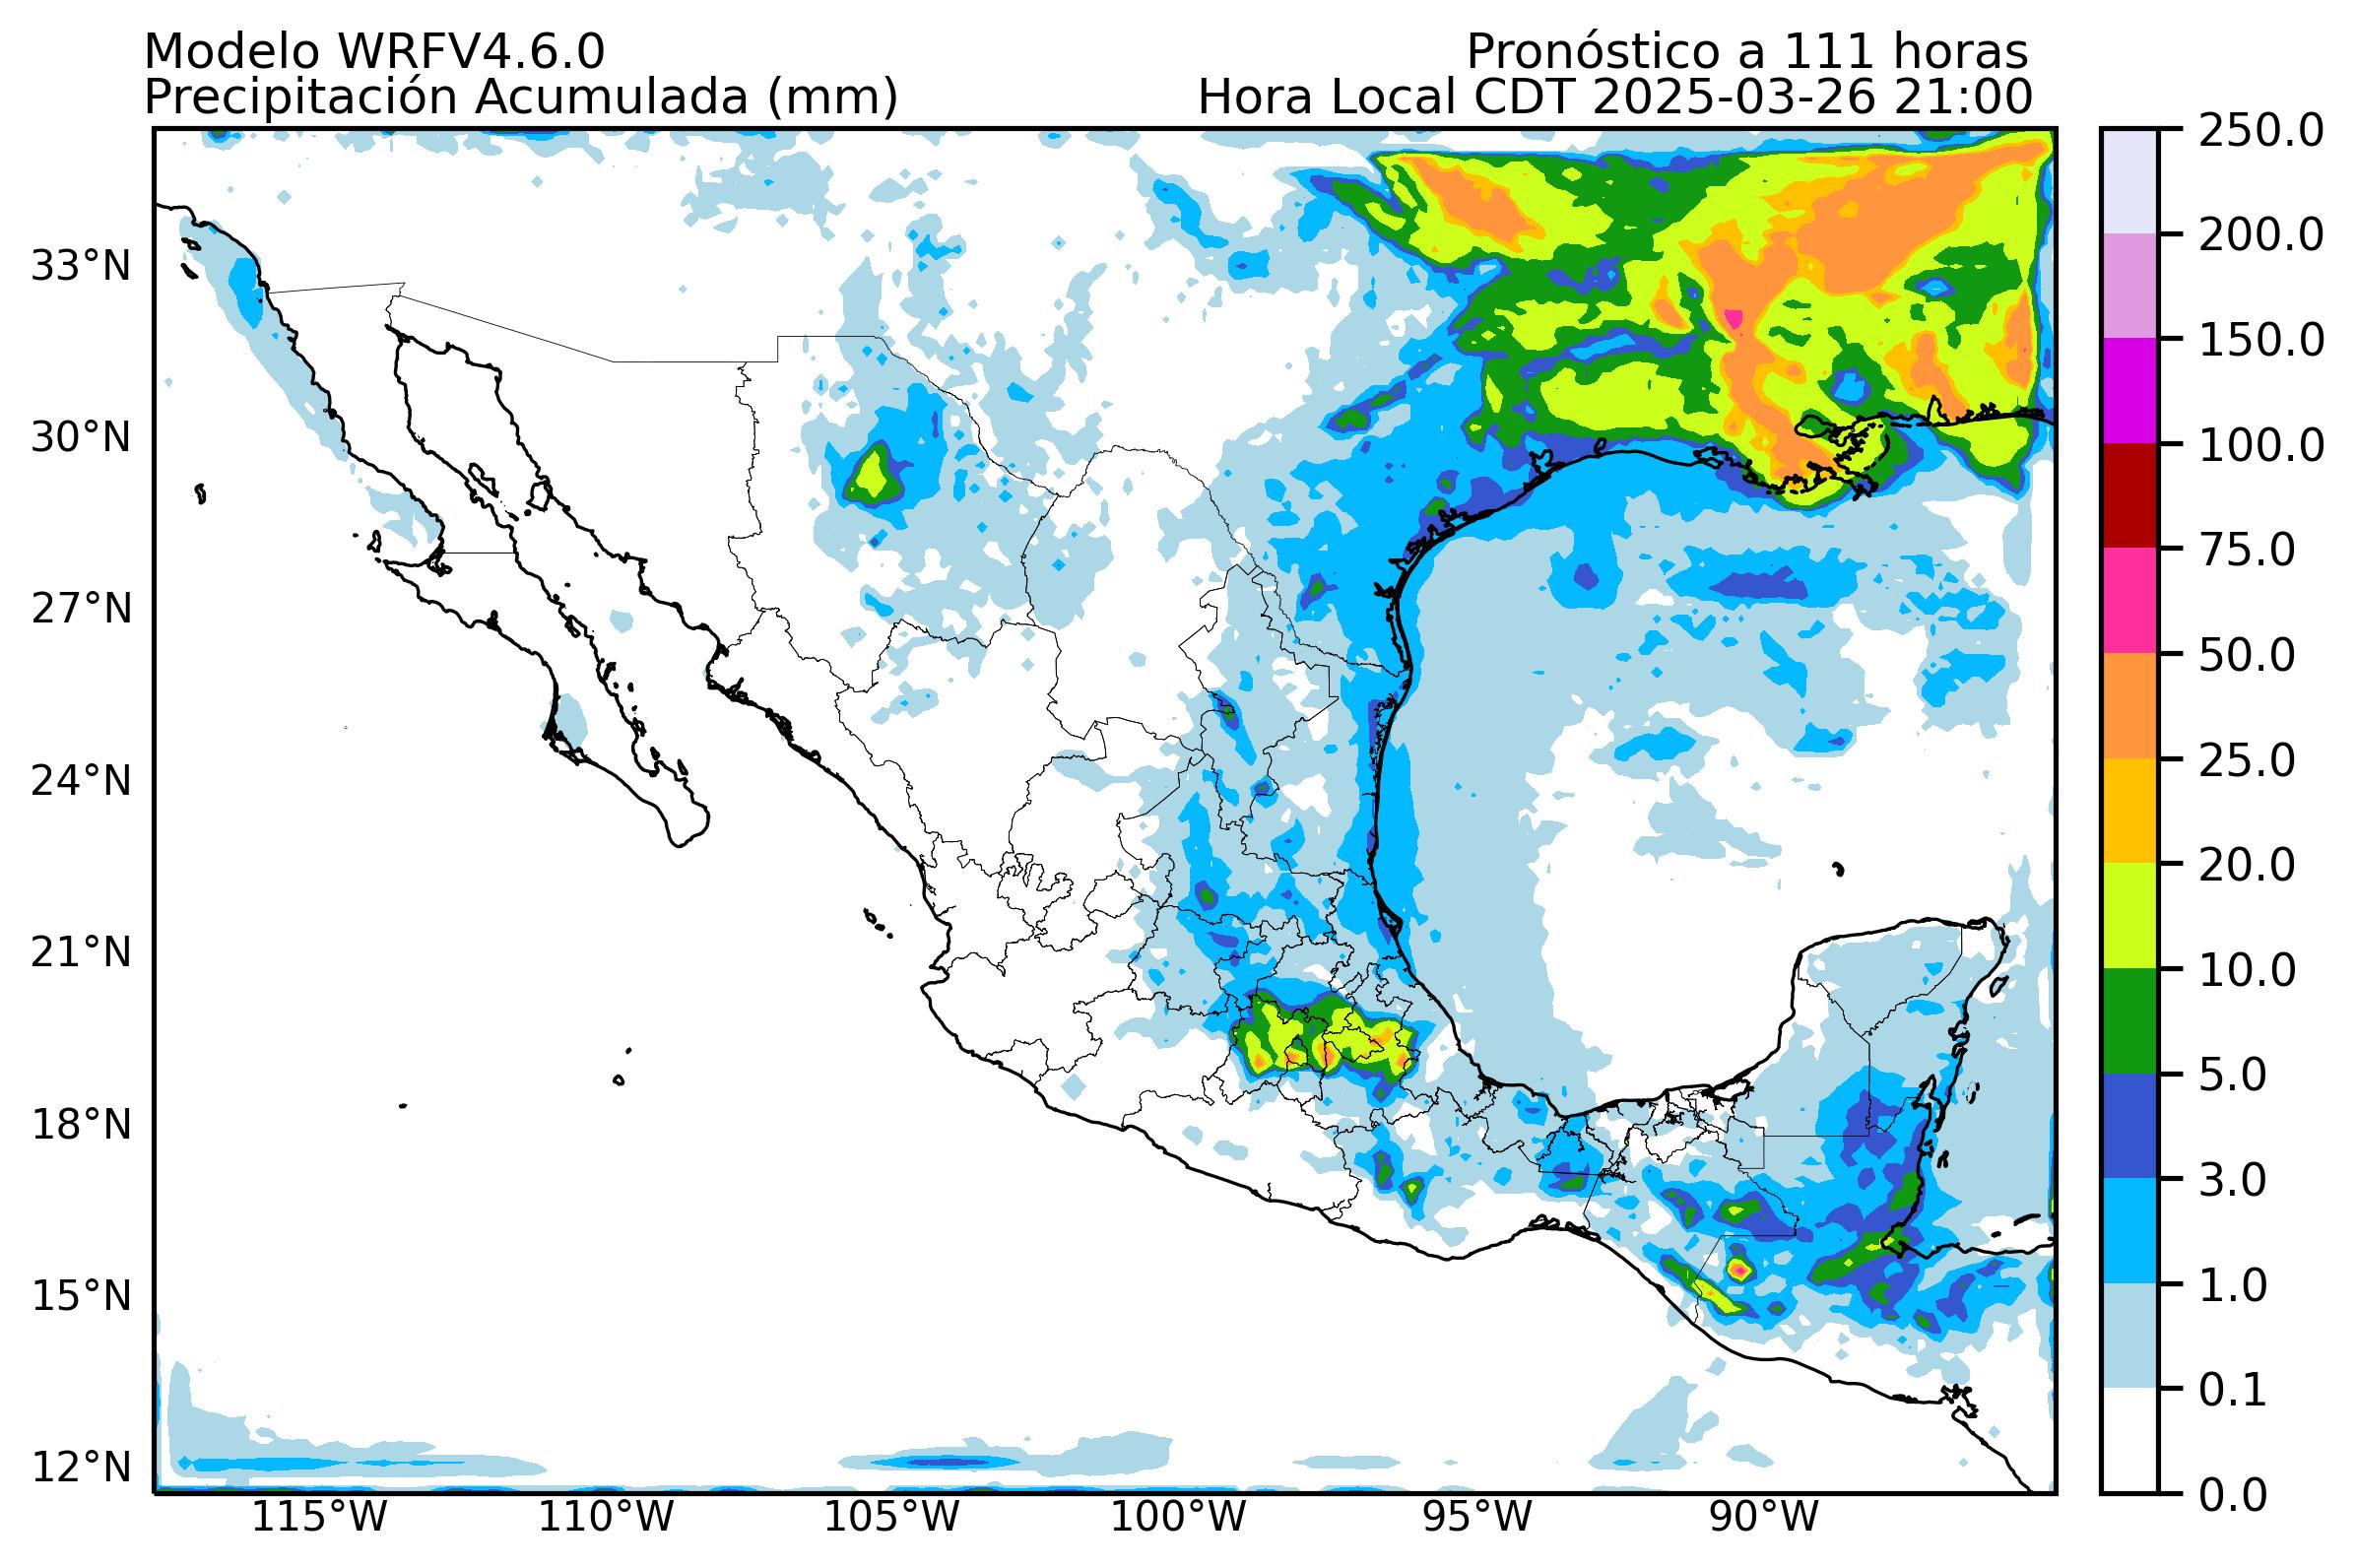 Modelo WRFV4.6.0
Pronóstico a 111 horas
Precipitación Acumulada (mm)
Hora Local CDT 2025-03-26 21:00
33°N
30°N
27°N
24°N
21°N
18°N
15°N
12°N
115°W
110°W
105°W
100°W
95°W
90°W
250.0
200.0
150.0
100.0
75.0
50.0
25.0
20.0
10.0
5.0
3.0
1.0
0.1
0.0